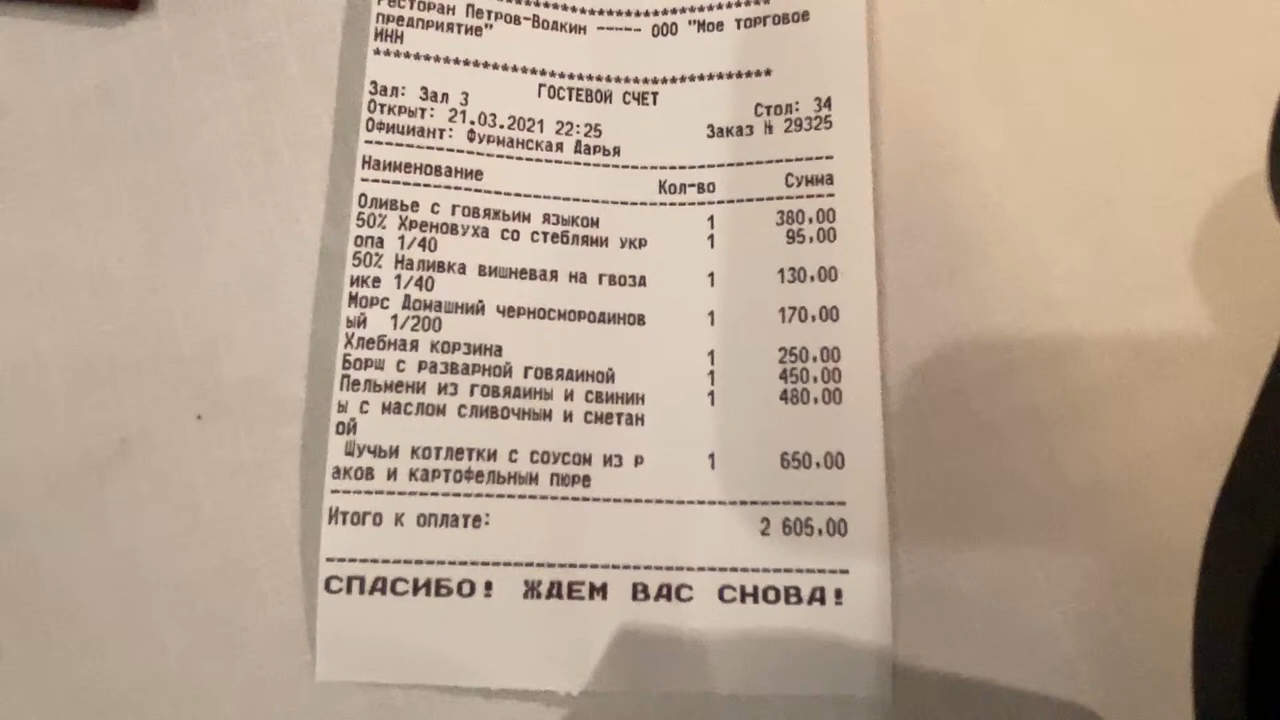 ****************************************
Ресторан Петров-Водкин ----- ООО "Мое торговое
предприятие"
ИНН
****************************************
ГОСТЕВОЙ СЧЕТ
Зал: Зал 3 Стол: 34
Открыт: 21.03.2021 22:25 Заказ № 29325
Официант: Фурманская Дарья
Наименование Кол-во Сумма
Оливье с говяжьим языком 1 380,00
50% Хреновуха со стеблями укр 1 95,00
опа 1/40
50% Наливка вишневая на гвозд 1 130,00
ике 1/40
Морс Домашний черносмородинов 1 170,00
ый 1/200
Хлебная корзина 1 250,00
Борщ с разварной говядиной 1 450,00
Пельмени из говядины и свинин 1 480,00
ы с маслом сливочным и сметан
ой
Щучьи котлетки с соусом из р 1 650,00
аков и картофельным пюре
Итого к оплате: 2 605,00
СПАСИБО! ЖДЕМ ВАС СНОВА!